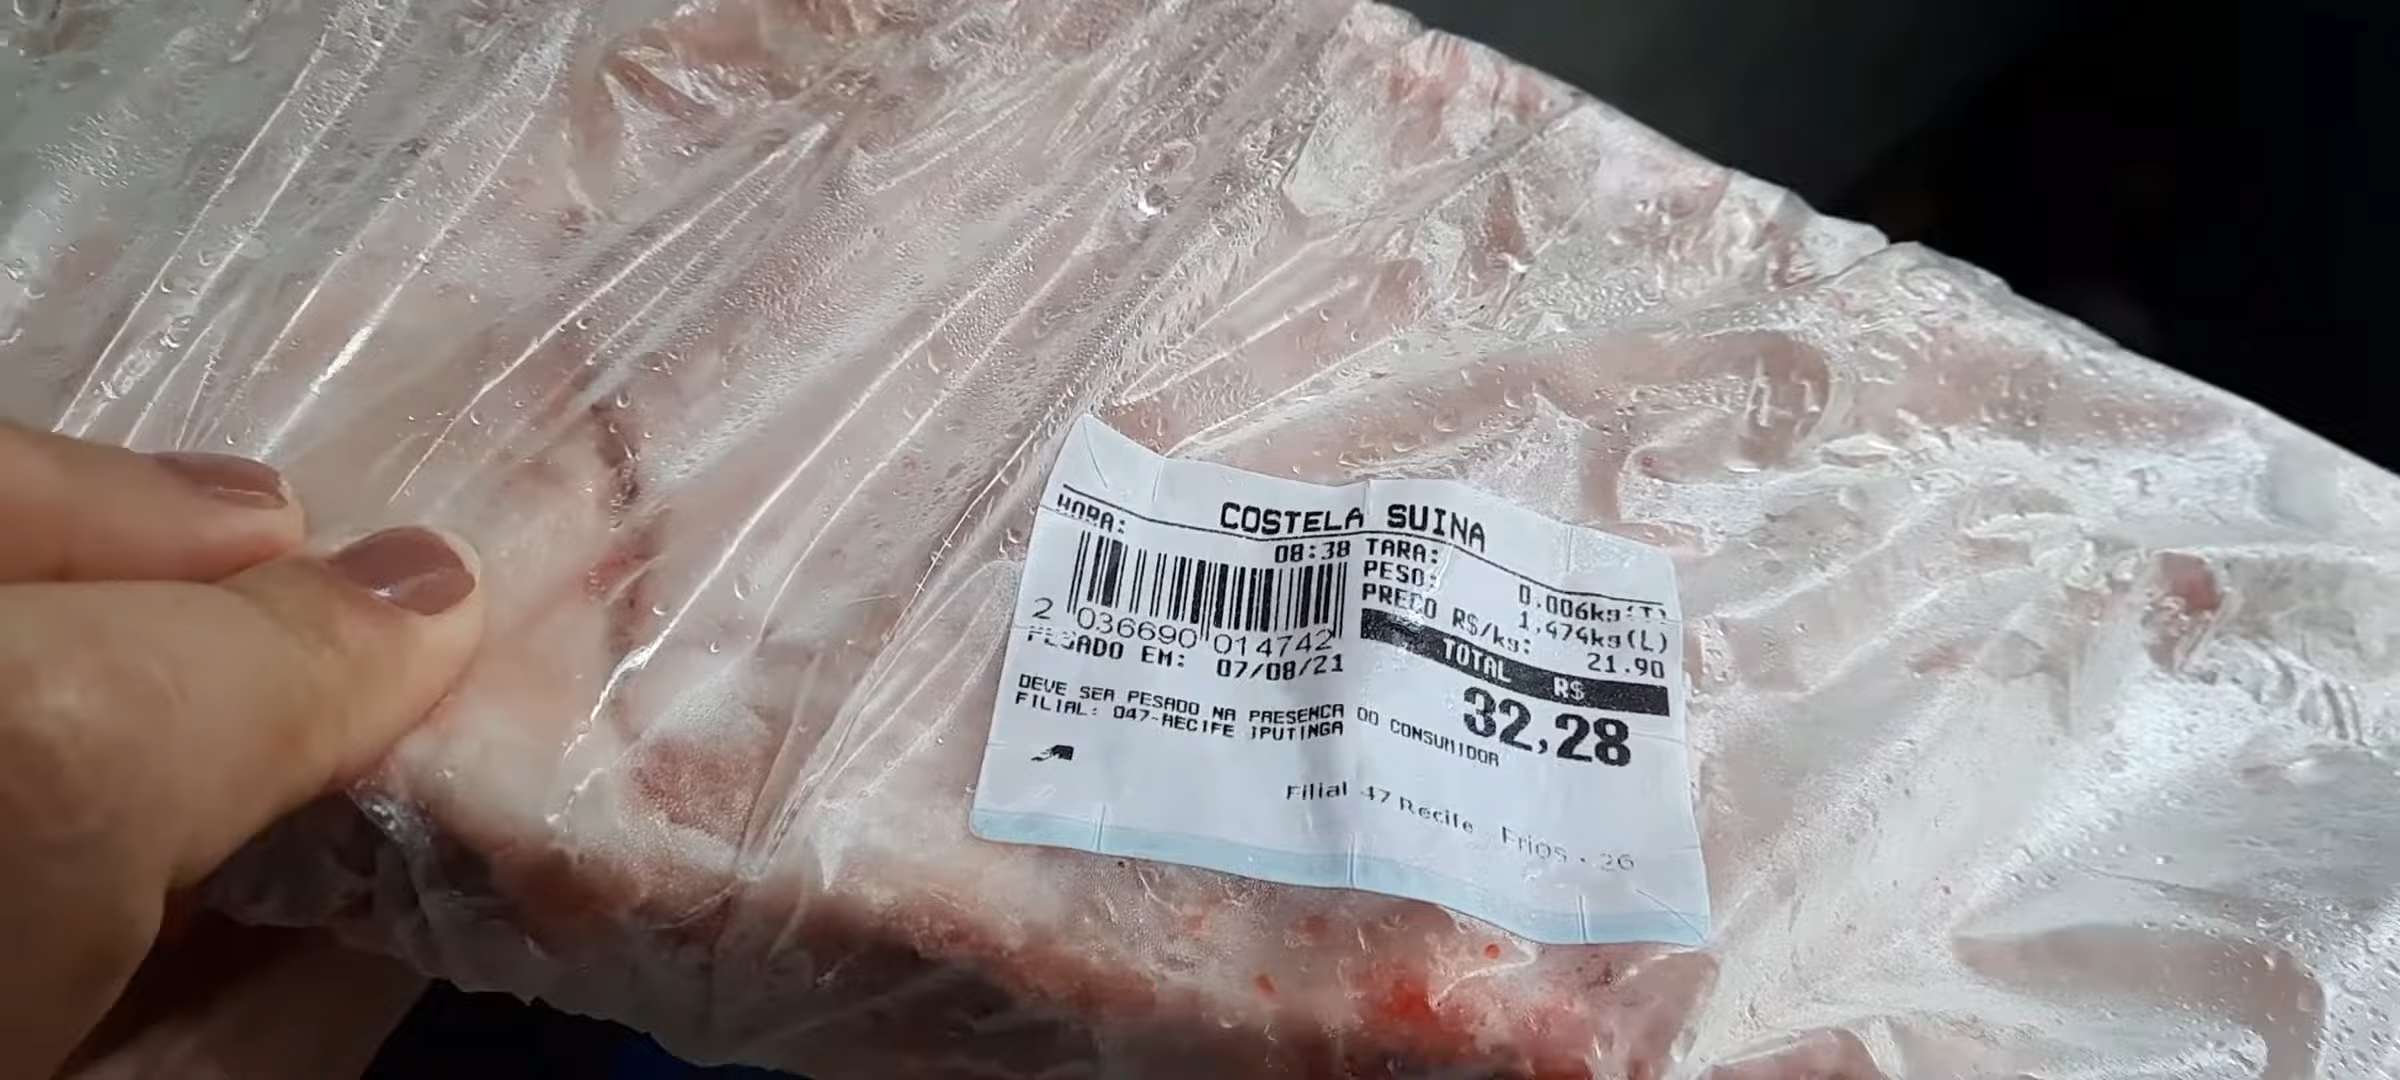 COSTELA SUINA
HORA: 08:38
TARA: 0.006kg(T)
PESO: 1,474kg(L)
PRECO R$/kg: 21.90
2 036690 014742
PESADO EM: 07/08/21
TOTAL R$
32,28
DEVE SER PESADO NA PRESENCA DO CONSUMIDOR
FILIAL: 047-RECIFE IPUTINGA
Filial 47 Recife Frios - 26